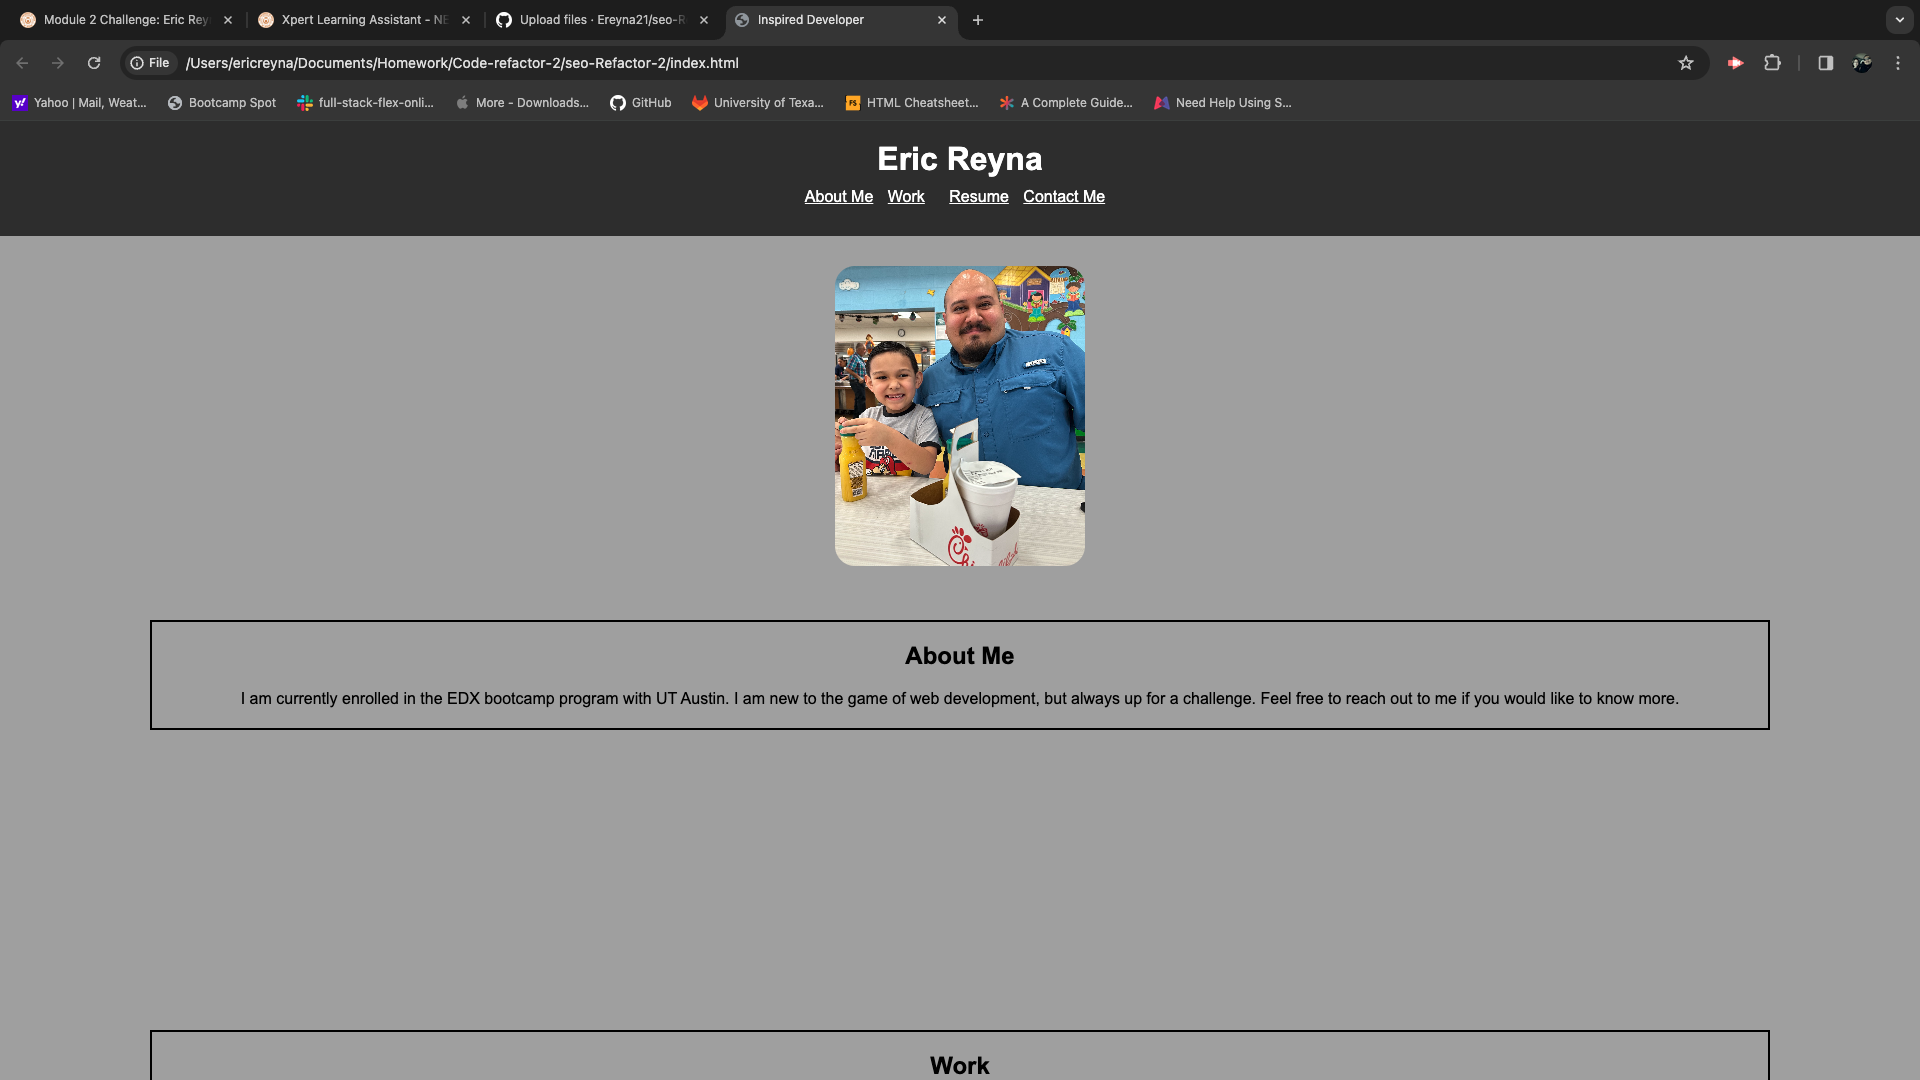 Module 2 Challenge: Eric Rey
Xpert Learning Assistant - NE
Upload files · Ereyna21/seo-R
Inspired Developer
File
/Users/ericreyna/Documents/Homework/Code-refactor-2/seo-Refactor-2/index.html
Yahoo | Mail, Weat...
Bootcamp Spot
full-stack-flex-onli...
More - Downloads...
GitHub
University of Texa...
HTML Cheatsheet...
A Complete Guide...
Need Help Using S...
Eric Reyna
About Me Work Resume Contact Me
About Me
I am currently enrolled in the EDX bootcamp program with UT Austin. I am new to the game of web development, but always up for a challenge. Feel free to reach out to me if you would like to know more.
Work